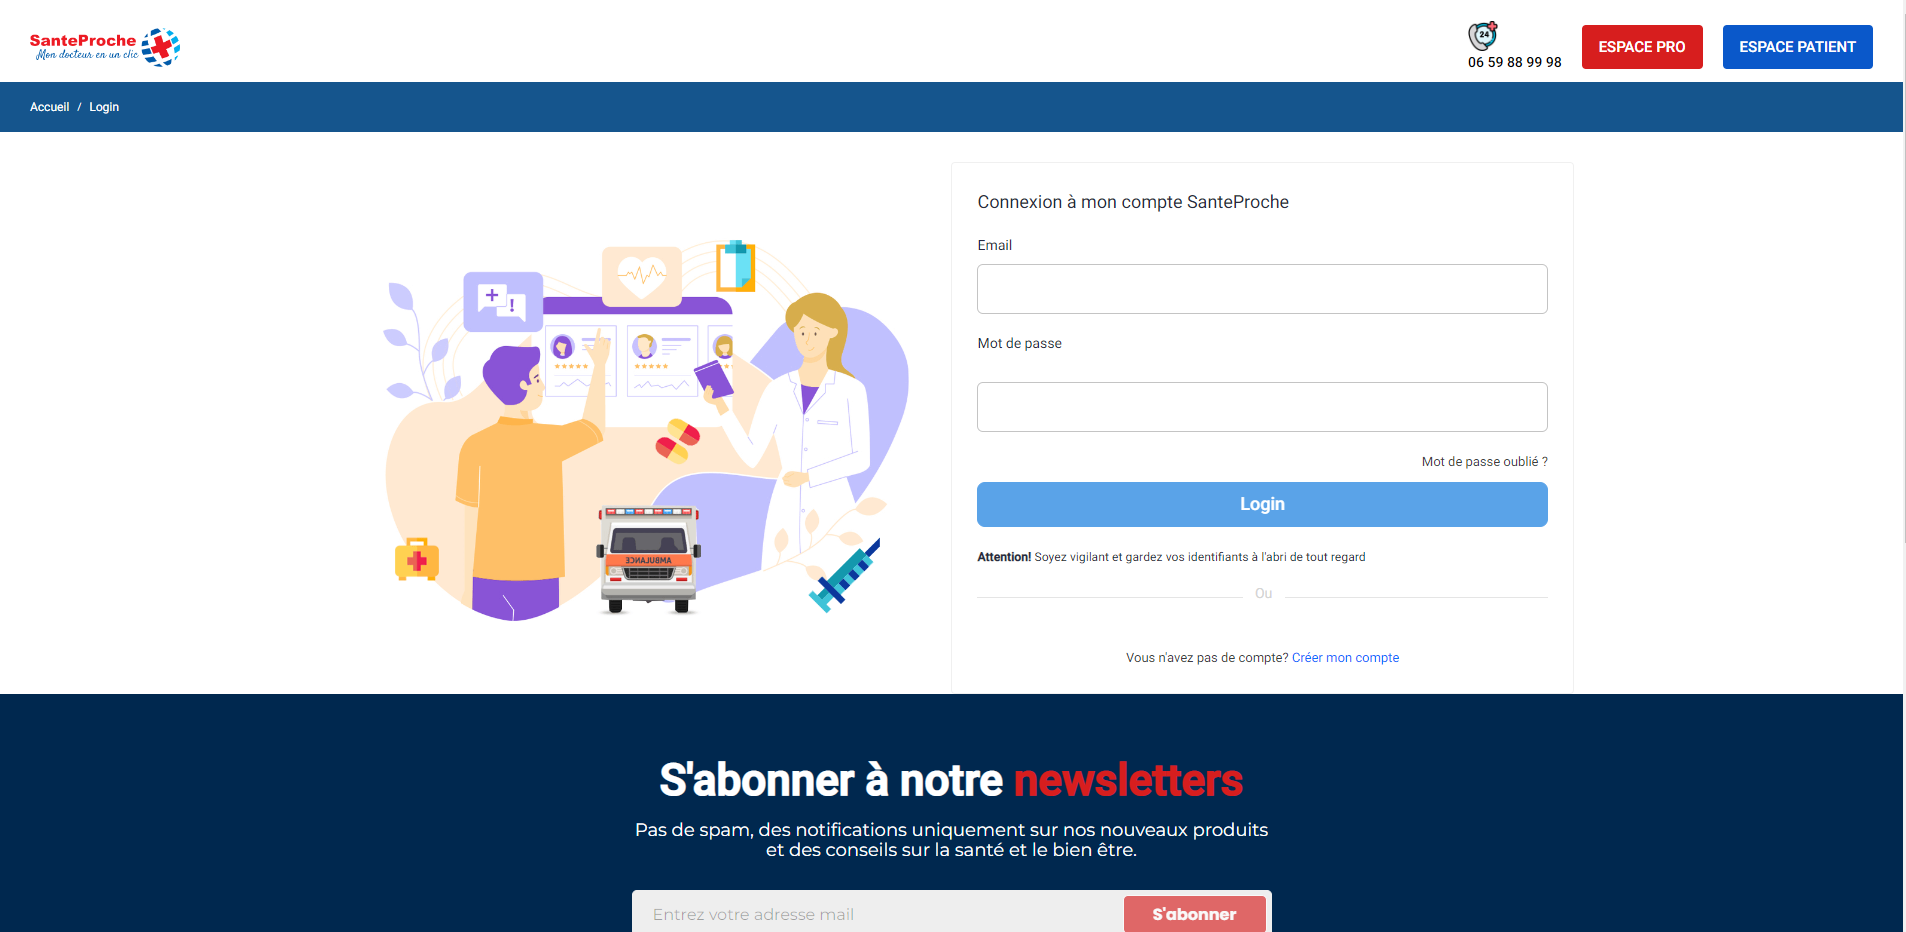 SanteProche
Mon docteur en un clic
24
06 59 88 99 98
ESPACE PRO
ESPACE PATIENT
Accueil / Login
AMBULANCE
Connexion à mon compte SanteProche
Email
Mot de passe
Mot de passe oublié ?
Login
Attention! Soyez vigilant et gardez vos identifiants à l'abri de tout regard
Ou
Vous n'avez pas de compte? Créer mon compte
S'abonner à notre newsletters
Pas de spam, des notifications uniquement sur nos nouveaux produits
et des conseils sur la santé et le bien être.
Entrez votre adresse mail
S'abonner